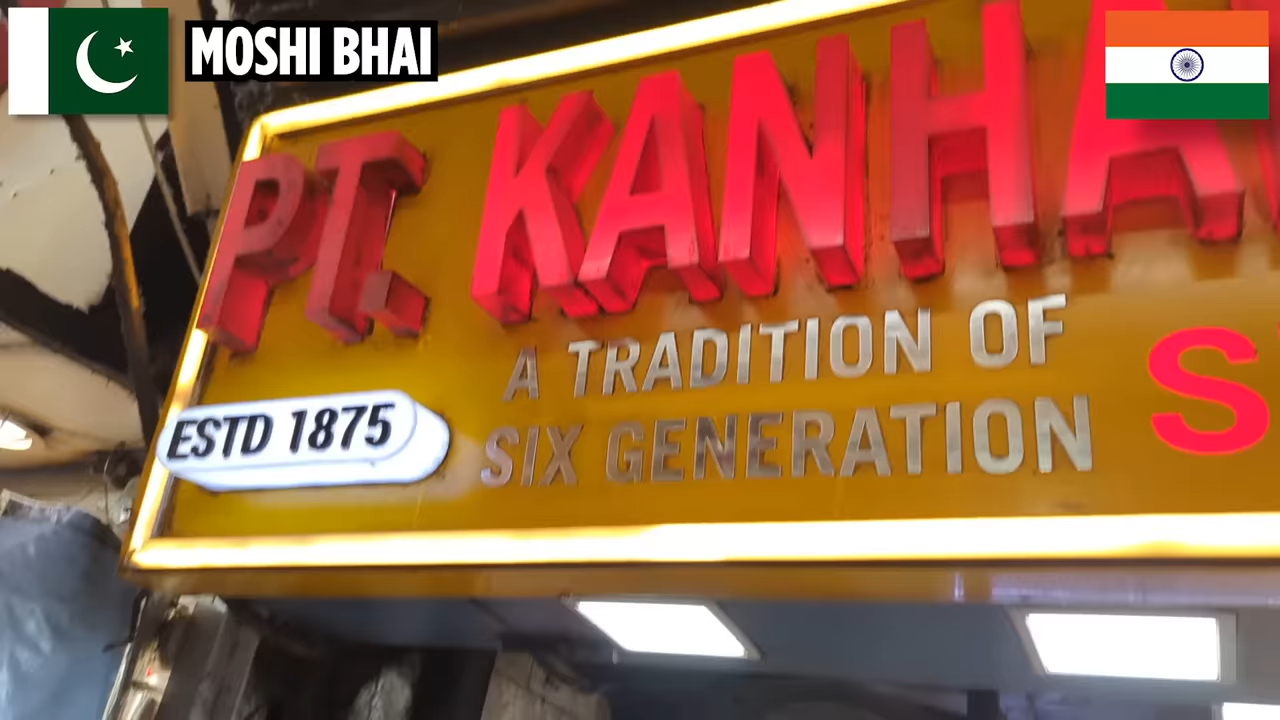 MOSHI BHAI
PT. KANHA
A TRADITION OF
SIX GENERATION
ESTD 1875
S